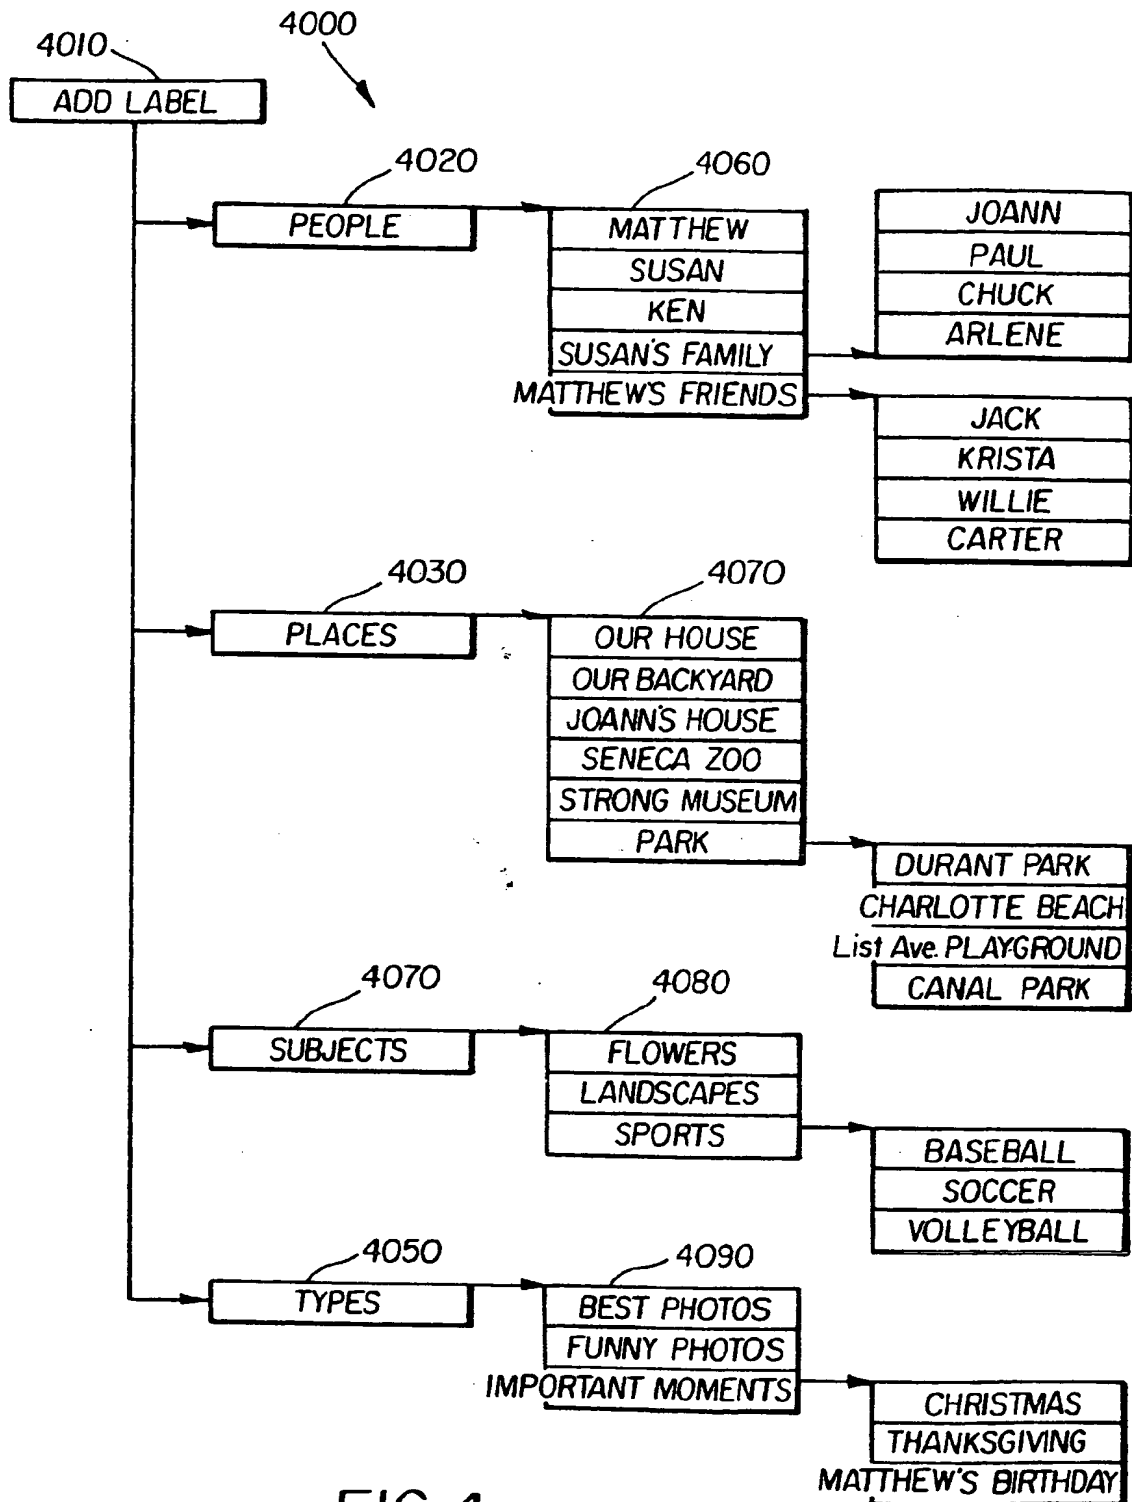 4000
4010
ADD LABEL
4020
PEOPLE
4060
MATTHEW
SUSAN
KEN
SUSAN'S FAMILY
MATTHEW'S FRIENDS
JOANN
PAUL
CHUCK
ARLENE
JACK
KRISTA
WILLIE
CARTER
4030
PLACES
4070
OUR HOUSE
OUR BACKYARD
JOANN'S HOUSE
SENECA ZOO
STRONG MUSEUM
PARK
DURANT PARK
CHARLOTTE BEACH
List Ave. PLAYGROUND
CANAL PARK
4070
SUBJECTS
4080
FLOWERS
LANDSCAPES
SPORTS
BASEBALL
SOCCER
VOLLEYBALL
4050
TYPES
4090
BEST PHOTOS
FUNNY PHOTOS
IMPORTANT MOMENTS
CHRISTMAS
THANKSGIVING
MATTHEW'S BIRTHDAY